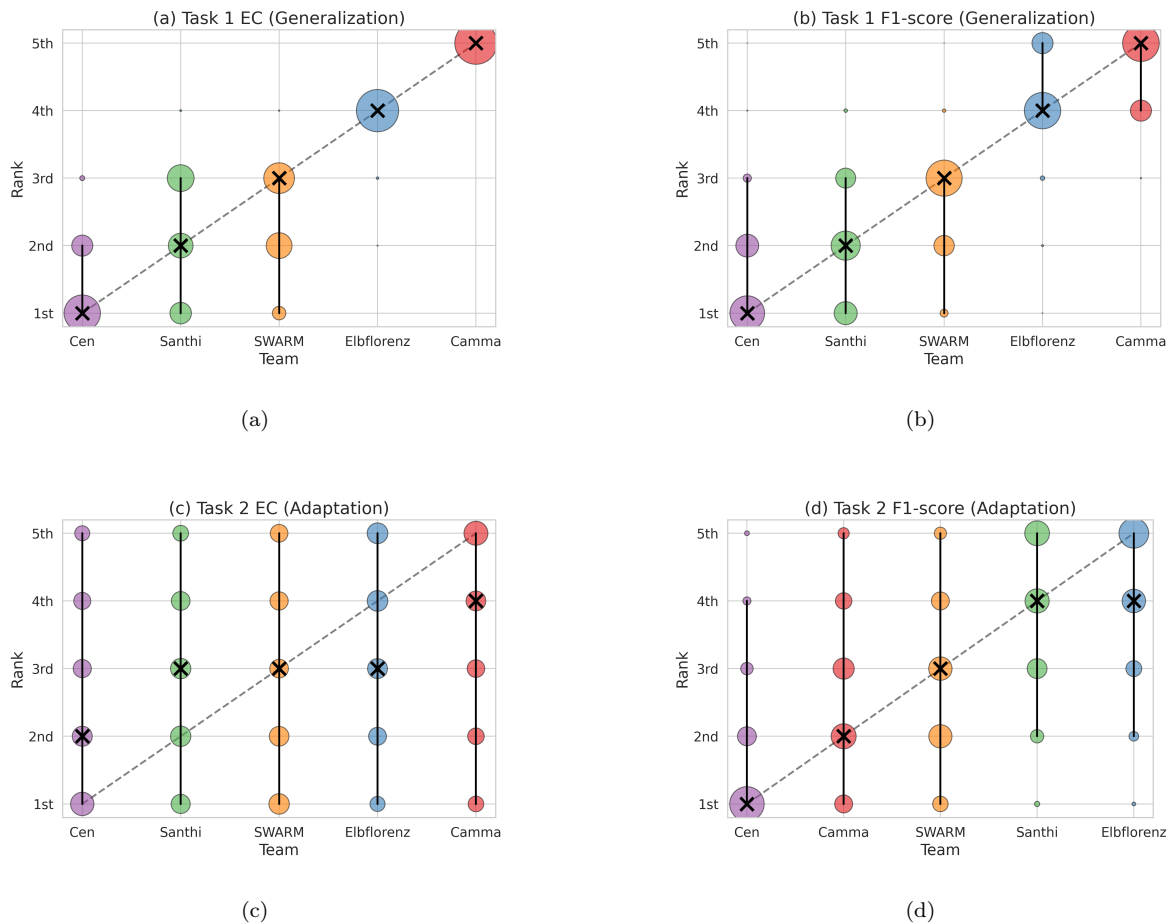 (a) Task 1 EC (Generalization)
5th
4th
3rd
2nd
1st
Rank
Cen Santhi SWARM Elbflorenz Camma
Team
(a)
(b) Task 1 F1-score (Generalization)
5th
4th
3rd
2nd
1st
Rank
Cen Santhi SWARM Elbflorenz Camma
Team
(b)
(c) Task 2 EC (Adaptation)
5th
4th
3rd
2nd
1st
Rank
Cen Santhi SWARM Elbflorenz Camma
Team
(c)
(d) Task 2 F1-score (Adaptation)
5th
4th
3rd
2nd
1st
Rank
Cen Camma SWARM Santhi Elbflorenz
Team
(d)